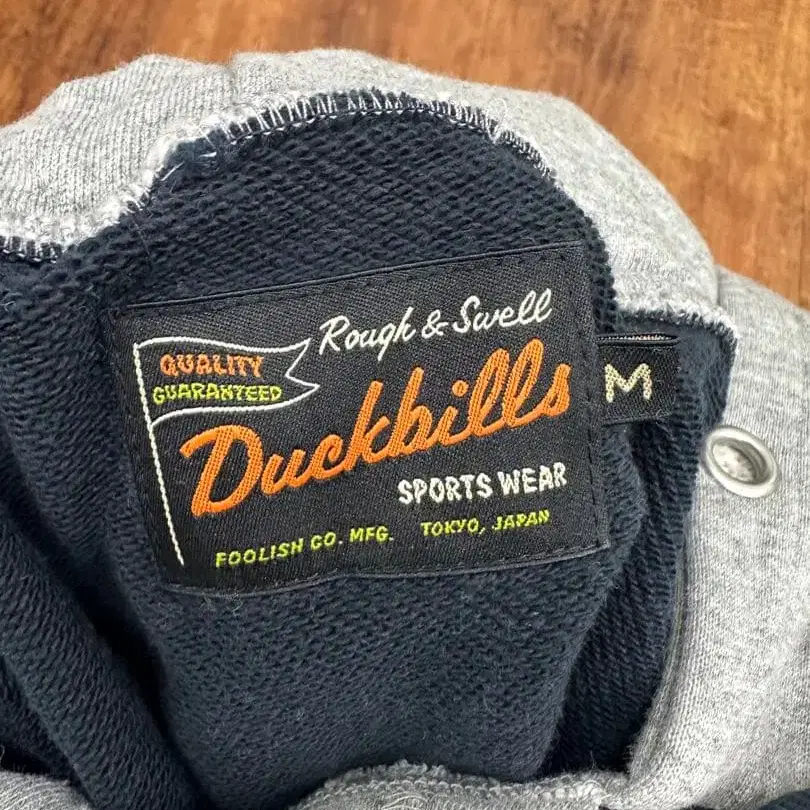 Rough & Swell
QUALITY
GUARANTEED
Duckbills
M
SPORTS WEAR
FOOLISH CO. MFG. TOKYO, JAPAN